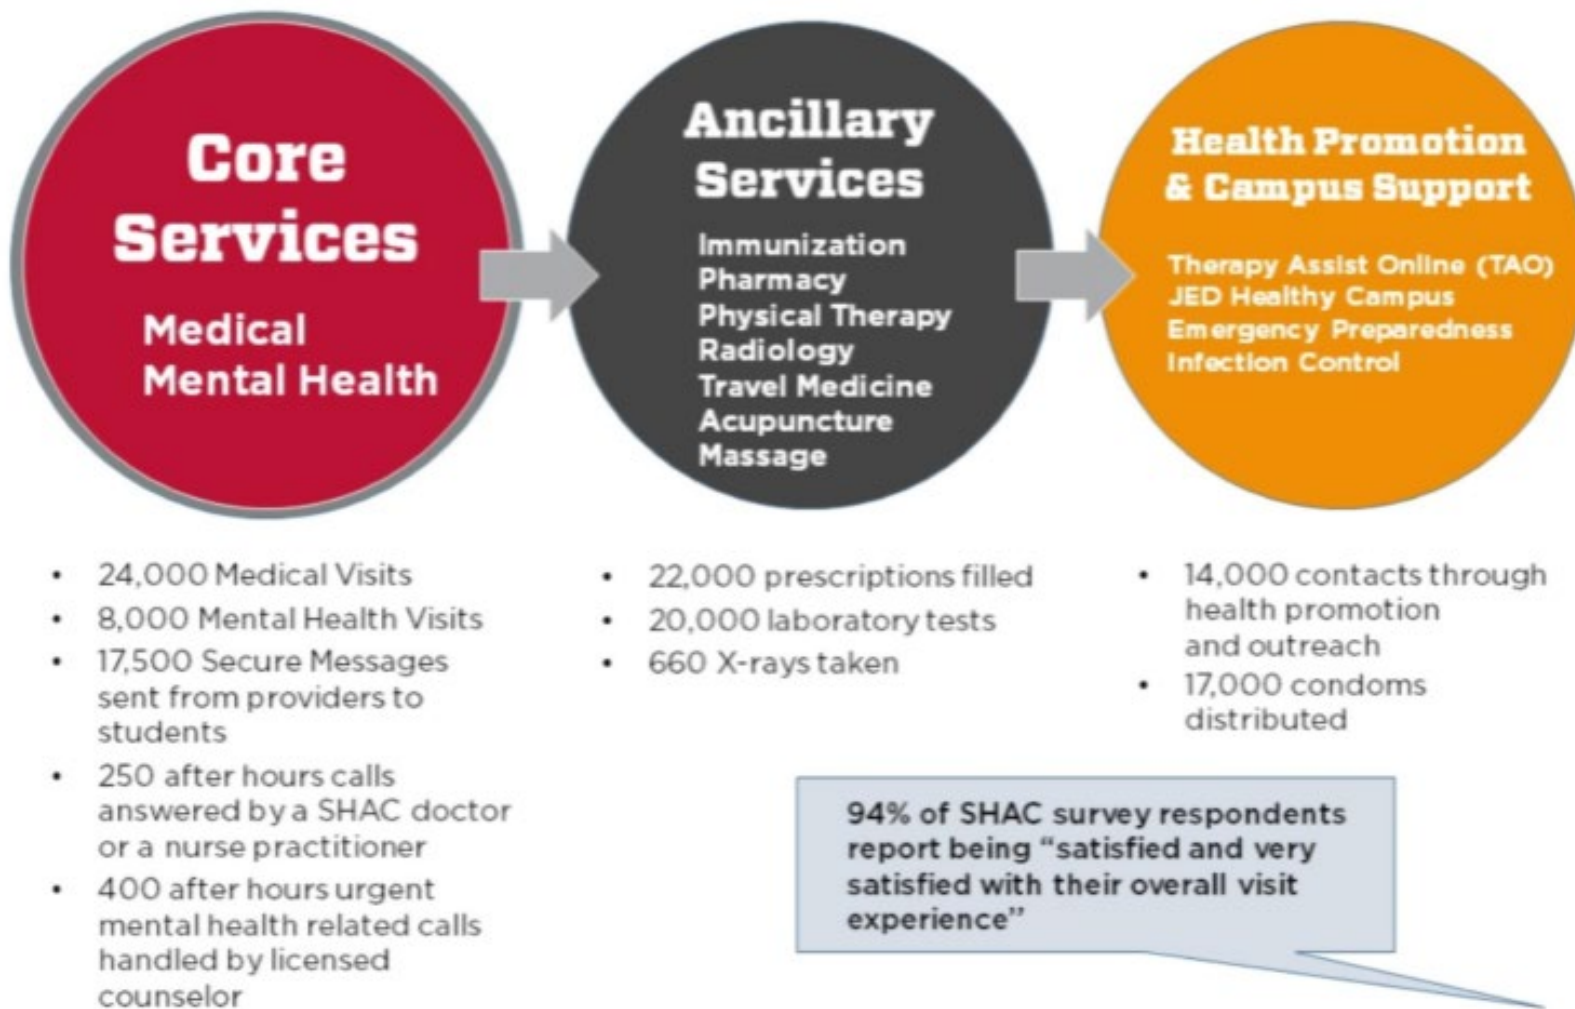 Core
Services
Medical
Mental Health
Ancillary
Services
Immunization
Pharmacy
Physical Therapy
Radiology
Travel Medicine
Acupuncture
Massage
Health Promotion
& Campus Support
Therapy Assist Online (TAO)
JED Healthy Campus
Emergency Preparedness
Infection Control
• 24,000 Medical Visits
• 8,000 Mental Health Visits
• 17,500 Secure Messages
sent from providers to
students
• 250 after hours calls
answered by a SHAC doctor
or a nurse practitioner
• 400 after hours urgent
mental health related calls
handled by licensed
counselor
• 22,000 prescriptions filled
• 20,000 laboratory tests
• 660 X-rays taken
• 14,000 contacts through
health promotion
and outreach
• 17,000 condoms
distributed
94% of SHAC survey respondents
report being “satisfied and very
satisfied with their overall visit
experience”